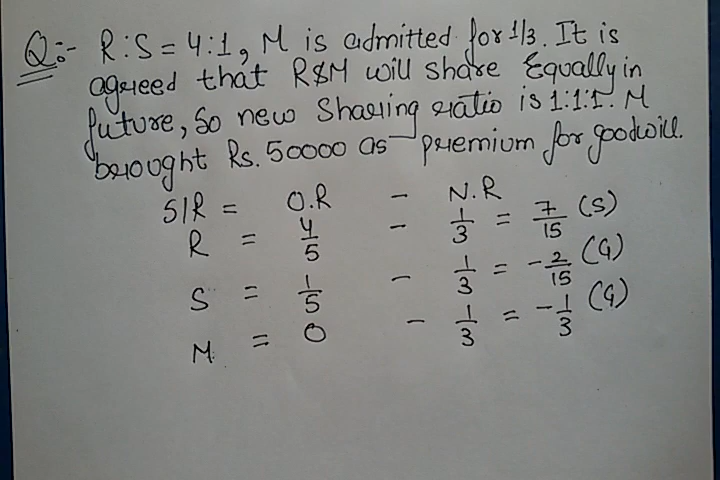 Q:- R:S = 4:1, M is admitted for 1/3. It is
agreed that R&M will share Equally in
future, So new Sharing ratio is 1:1:1. M
brought Rs. 50000 as premium for goodwill.
S/R = O.R - N.R
R = 4/5 - 1/3 = 7/15 (S)
S = 1/5 - 1/3 = -2/15 (G)
M = 0 - 1/3 = -1/3 (G)